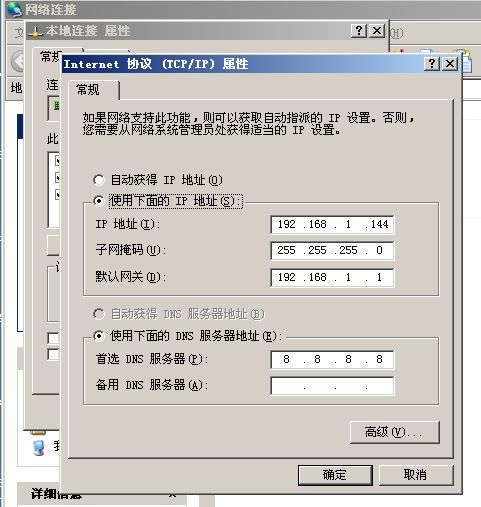 网络连接
本地连接 属性
Internet 协议 (TCP/IP) 属性
常规
如果网络支持此功能，则可以获取自动指派的 IP 设置。否则，
您需要从网络系统管理员处获得适当的 IP 设置。
自动获得 IP 地址(O)
使用下面的 IP 地址(S):
IP 地址(I): 192 .168 . 1 .144
子网掩码(U): 255 .255 .255 . 0
默认网关(D): 192 .168 . 1 . 1
自动获得 DNS 服务器地址(B)
使用下面的 DNS 服务器地址(E):
首选 DNS 服务器(P): 8 . 8 . 8 . 8
备用 DNS 服务器(A): . . .
高级(V)...
确定 取消
详细信息